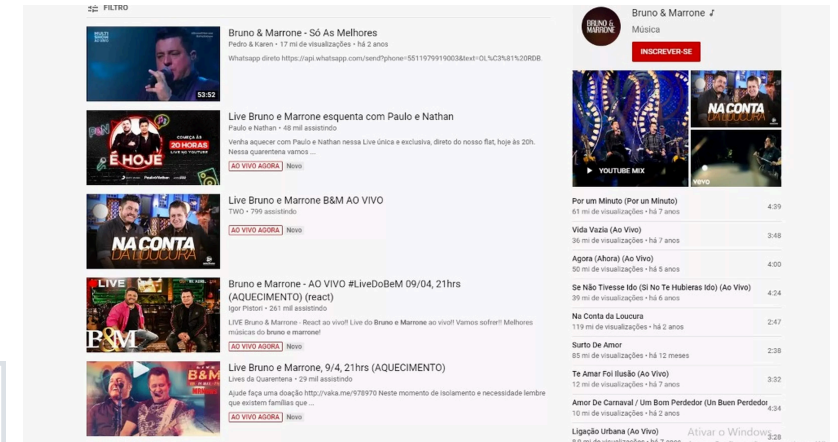 FILTRO
Bruno & Marrone - Só As Melhores
Pedro & Karen • 17 mi de visualizações • há 2 anos
Whatsapp direto https://api.whatsapp.com/send?phone=5511979919003&text=OL%C3%81%20RDB.
53:52
Live Bruno e Marrone esquenta com Paulo e Nathan
Paulo e Nathan • 48 mil assistindo
Venha aquecer com Paulo e Nathan nessa Live única e exclusiva, direto do nosso flat, hoje às 20h.
Nessa quarentena vamos ...
AO VIVO AGORA Novo
É HOJE
COMEÇA ÀS
20 HORAS
LIVE NO YOUTUBE
Live Bruno e Marrone B&M AO VIVO
TWO • 799 assistindo
AO VIVO AGORA Novo
NA CONTA
DA LOUCURA
Bruno e Marrone - AO VIVO #LiveDoBeM 09/04, 21hrs
(AQUECIMENTO) (react)
Igor Pistori • 261 mil assistindo
LIVE Bruno & Marrone - React ao vivo!! Live do Bruno e Marrone ao vivo!! Vamos sofrer!! Melhores
músicas do bruno e marrone!
AO VIVO AGORA Novo
LIVE
B&M
Live Bruno e Marrone, 9/4, 21hrs (AQUECIMENTO)
Lives da Quarentena • 29 mil assistindo
Ajude faça uma doação http://vaka.me/978970 Neste momento de isolamento e necessidade lembre
que existem famílias que ...
AO VIVO AGORA Novo
B&M
BRUNO &
MARRONE
Bruno & Marrone ♪
Música
INSCREVER-SE
YOUTUBE MIX
NA CONTA
DA LOUCURA
vevo
Por um Minuto (Por un Minuto)
61 mi de visualizações • há 7 anos
4:39
Vida Vazia (Ao Vivo)
36 mi de visualizações • há 7 anos
3:48
Agora (Ahora) (Ao Vivo)
50 mi de visualizações • há 5 anos
4:00
Se Não Tivesse Ido (Si No Te Hubieras Ido) (Ao Vivo)
39 mi de visualizações • há 6 anos
4:24
Na Conta da Loucura
119 mi de visualizações • há 2 anos
2:47
Surto De Amor
85 mi de visualizações • há 12 meses
2:38
Te Amar Foi Ilusão (Ao Vivo)
12 mi de visualizações • há 7 anos
3:32
Amor De Carnaval / Um Bom Perdedor (Un Buen Perdedor
10 mi de visualizações • há 2 anos
4:34
Ligação Urbana (Ao Vivo)
Ativar o Windows
3:28